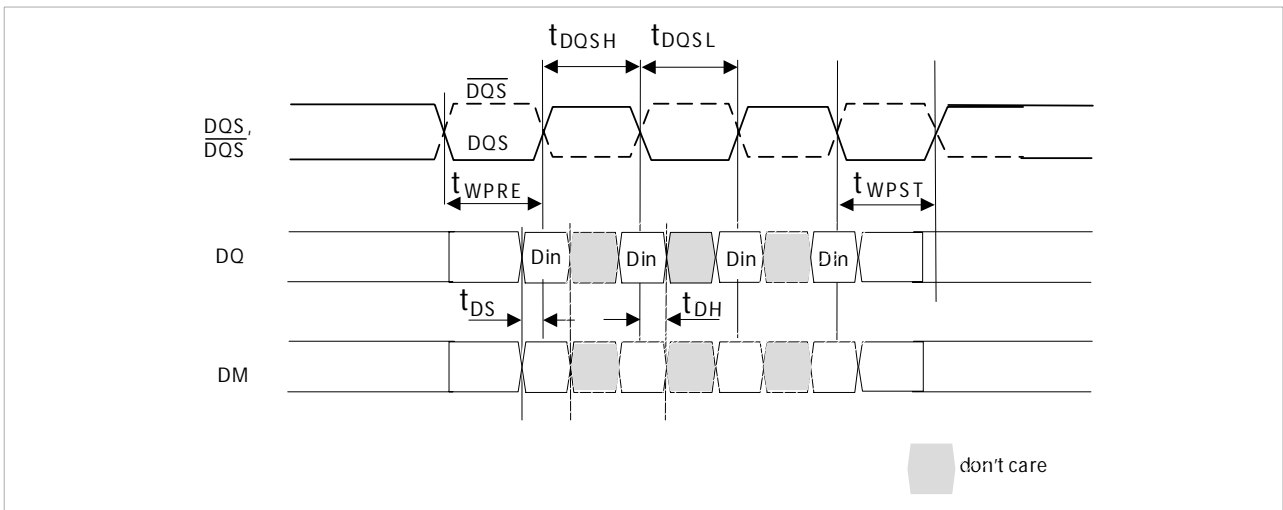 tDQSH tDQSL
DQS
DQS,
DQS
DQS
tWPRE
tWPST
DQ
Din Din Din Din
tDS
tDH
DM
don't care